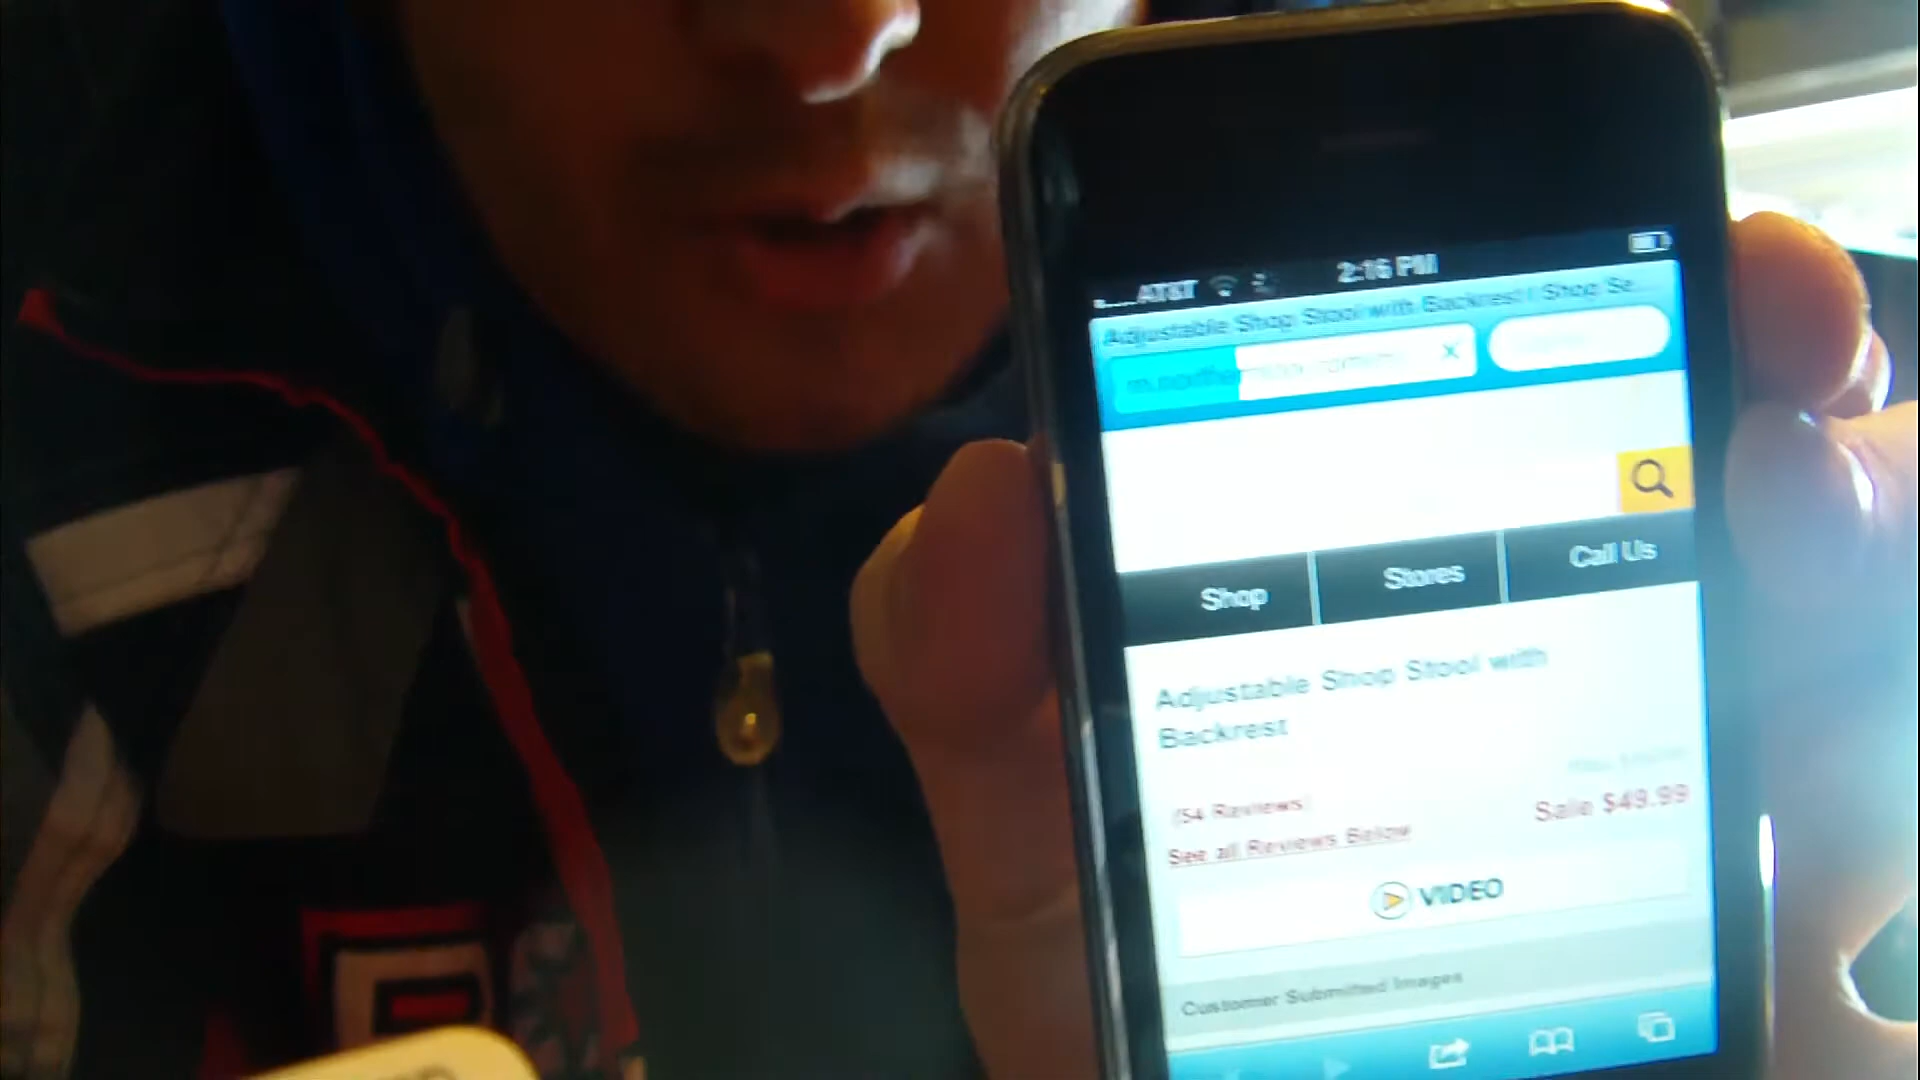 AT&T 2:16 PM
Adjustable Shop Stool with Backrest | Shop Se...
Shop Stores Call Us
Adjustable Shop Stool with
Backrest
(54 Reviews)
Sale $49.99
See all Reviews Below
VIDEO
Customer Submitted Images